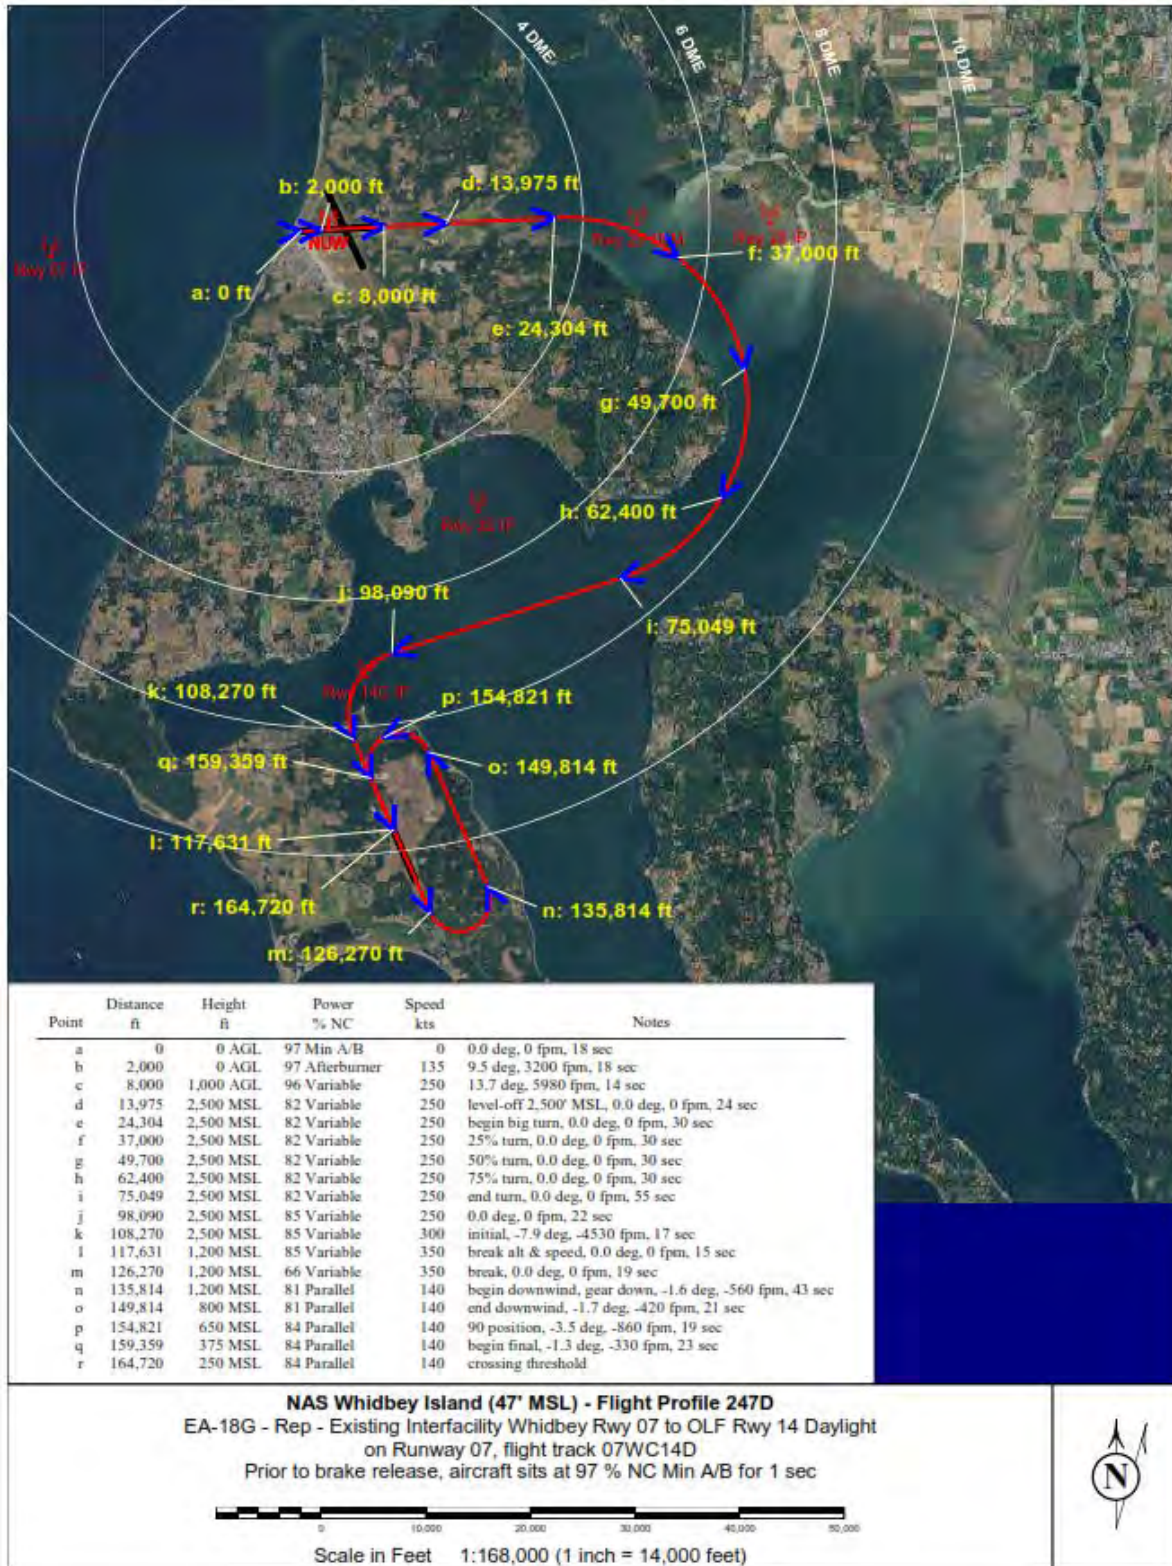 4 DME
6 DME
8 DME
10 DME
b: 2,000 ft
d: 13,975 ft
NUW
Rwy 07 IP
f: 37,000 ft
a: 0 ft
c: 8,000 ft
e: 24,304 ft
g: 49,700 ft
h: 62,400 ft
Rwy 32 IP
j: 98,090 ft
i: 75,049 ft
k: 108,270 ft
p: 154,821 ft
q: 159,359 ft
o: 149,814 ft
l: 117,631 ft
r: 164,720 ft
n: 135,814 ft
m: 126,270 ft
Point Distance ft Height ft Power % NC Speed kts Notes
a 0 0 AGL 97 Min A/B 0 0.0 deg, 0 fpm, 18 sec
b 2,000 0 AGL 97 Afterburner 135 9.5 deg, 3200 fpm, 18 sec
c 8,000 1,000 AGL 96 Variable 250 13.7 deg, 5980 fpm, 14 sec
d 13,975 2,500 MSL 82 Variable 250 level-off 2,500' MSL, 0.0 deg, 0 fpm, 24 sec
e 24,304 2,500 MSL 82 Variable 250 begin big turn, 0.0 deg, 0 fpm, 30 sec
f 37,000 2,500 MSL 82 Variable 250 25% turn, 0.0 deg, 0 fpm, 30 sec
g 49,700 2,500 MSL 82 Variable 250 50% turn, 0.0 deg, 0 fpm, 30 sec
h 62,400 2,500 MSL 82 Variable 250 75% turn, 0.0 deg, 0 fpm, 30 sec
i 75,049 2,500 MSL 82 Variable 250 end turn, 0.0 deg, 0 fpm, 55 sec
j 98,090 2,500 MSL 85 Variable 250 0.0 deg, 0 fpm, 22 sec
k 108,270 2,500 MSL 85 Variable 300 initial, -7.9 deg, -4530 fpm, 17 sec
l 117,631 1,200 MSL 85 Variable 350 break alt & speed, 0.0 deg, 0 fpm, 15 sec
m 126,270 1,200 MSL 66 Variable 350 break, 0.0 deg, 0 fpm, 19 sec
n 135,814 1,200 MSL 81 Parallel 140 begin downwind, gear down, -1.6 deg, -560 fpm, 43 sec
o 149,814 800 MSL 81 Parallel 140 end downwind, -1.7 deg, -420 fpm, 21 sec
p 154,821 650 MSL 84 Parallel 140 90 position, -3.5 deg, -860 fpm, 19 sec
q 159,359 375 MSL 84 Parallel 140 begin final, -1.3 deg, -330 fpm, 23 sec
r 164,720 250 MSL 84 Parallel 140 crossing threshold
NAS Whidbey Island (47' MSL) - Flight Profile 247D
EA-18G - Rep - Existing Interfacility Whidbey Rwy 07 to OLF Rwy 14 Daylight
on Runway 07, flight track 07WC14D
Prior to brake release, aircraft sits at 97 % NC Min A/B for 1 sec
N
0 10,000 20,000 30,000 40,000 50,000
Scale in Feet 1:168,000 (1 inch = 14,000 feet)